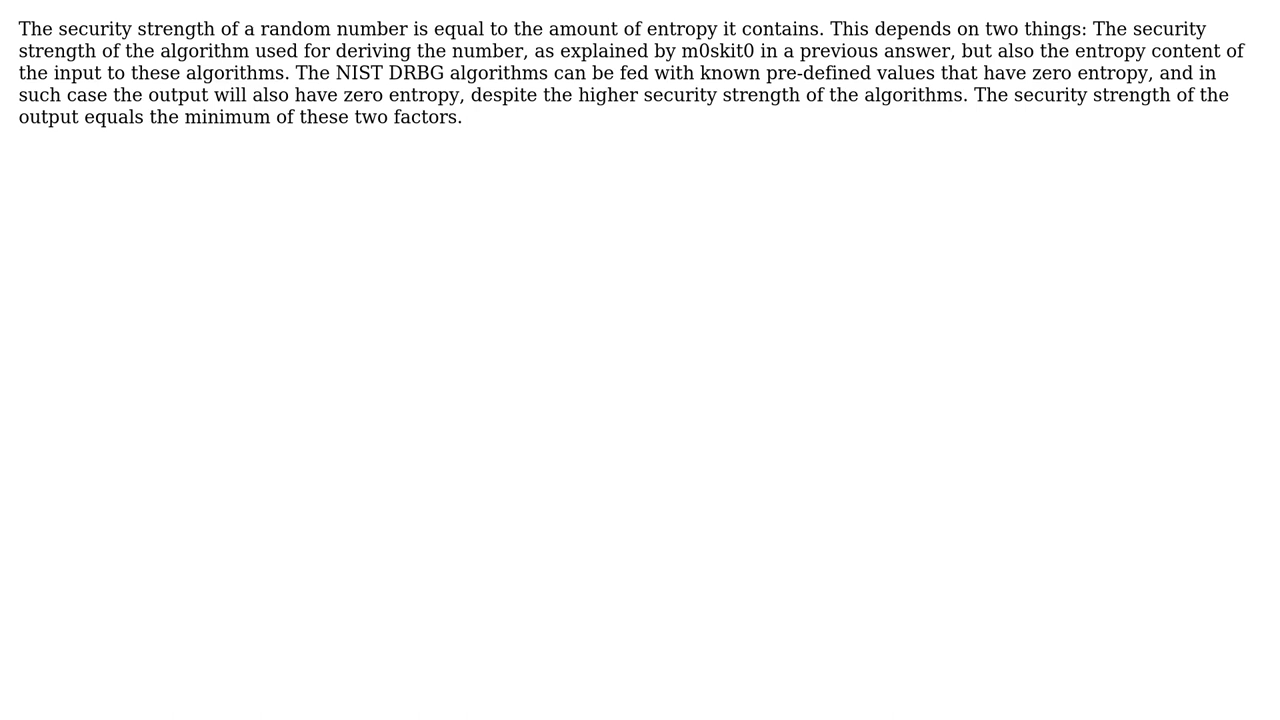 The security strength of a random number is equal to the amount of entropy it contains. This depends on two things: The security
strength of the algorithm used for deriving the number, as explained by m0skit0 in a previous answer, but also the entropy content of
the input to these algorithms. The NIST DRBG algorithms can be fed with known pre-defined values that have zero entropy, and in
such case the output will also have zero entropy, despite the higher security strength of the algorithms. The security strength of the
output equals the minimum of these two factors.